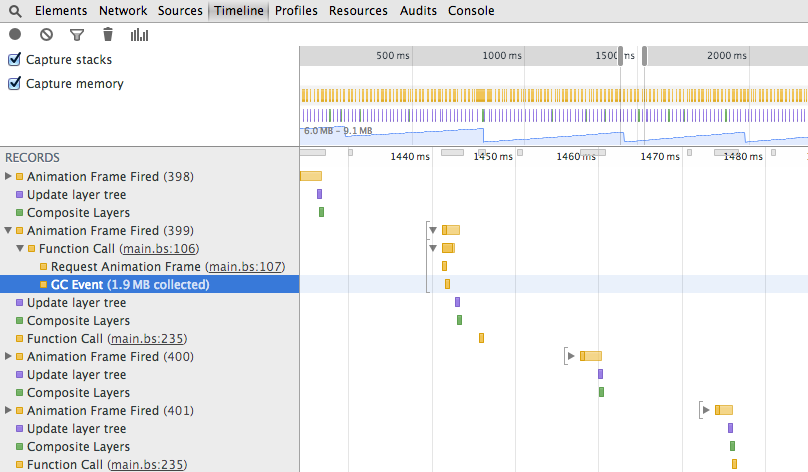 Elements Network Sources Timeline Profiles Resources Audits Console
Capture stacks
Capture memory
500 ms 1000 ms 1500 ms 2000 ms
6.0 MB – 9.1 MB
RECORDS
1440 ms 1450 ms 1460 ms 1470 ms 1480 ms
Animation Frame Fired (398)
Update layer tree
Composite Layers
Animation Frame Fired (399)
Function Call (main.bs:106)
Request Animation Frame (main.bs:107)
GC Event (1.9 MB collected)
Update layer tree
Composite Layers
Function Call (main.bs:235)
Animation Frame Fired (400)
Update layer tree
Composite Layers
Animation Frame Fired (401)
Update layer tree
Composite Layers
Function Call (main.bs:235)